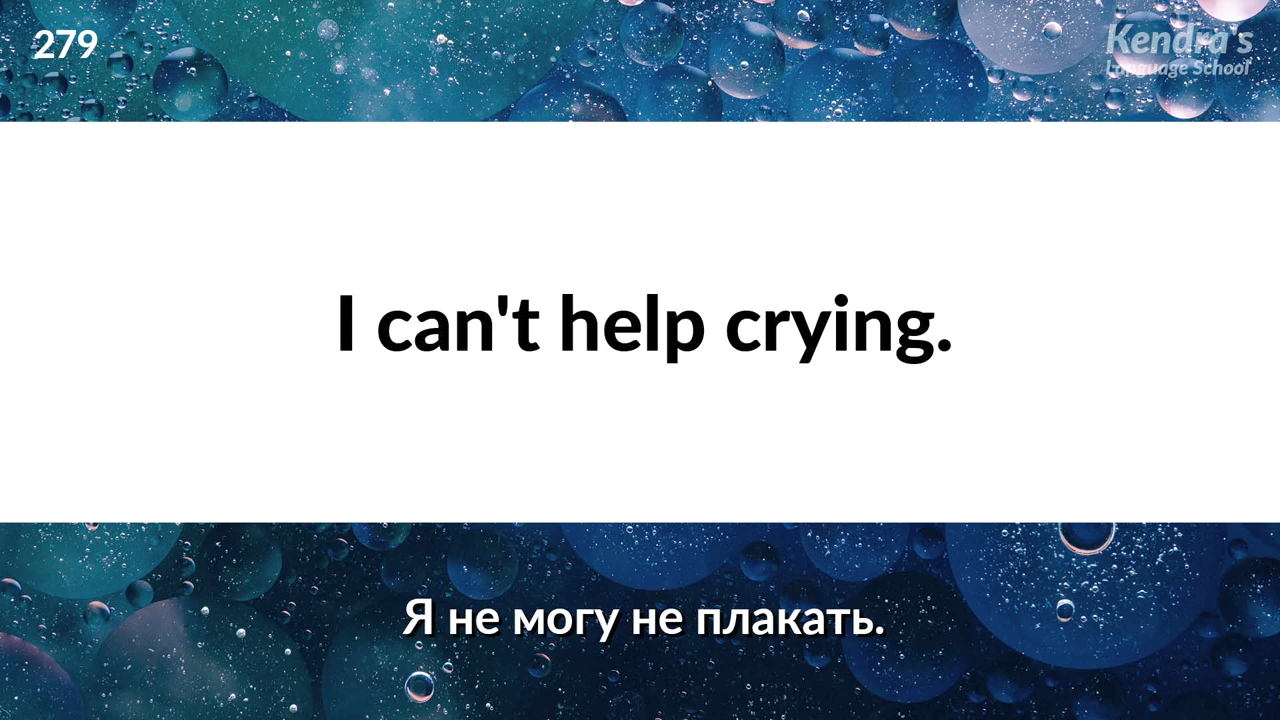 279
Kendra's
Language School
I can't help crying.
Я не могу не плакать.